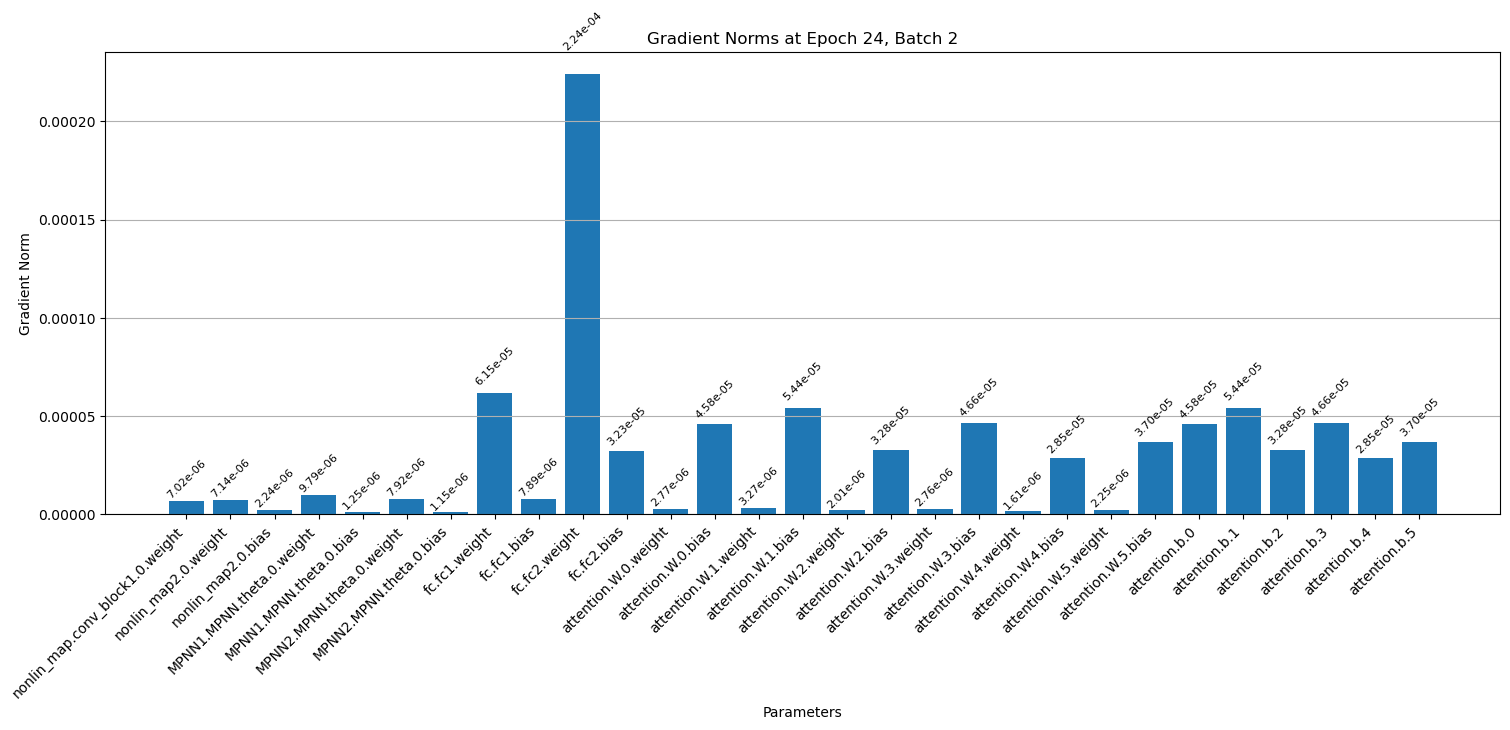 Gradient Norms at Epoch 24, Batch 2
Gradient Norm
0.00020
0.00015
0.00010
0.00005
0.00000
7.02e-06
7.14e-06
2.24e-06
9.79e-06
1.25e-06
7.92e-06
1.15e-06
6.15e-05
7.89e-06
2.24e-04
3.23e-05
2.77e-06
4.58e-05
3.27e-06
5.44e-05
2.01e-06
3.28e-05
2.76e-06
4.66e-05
1.61e-06
2.85e-05
2.25e-06
3.70e-05
4.58e-05
5.44e-05
3.28e-05
4.66e-05
2.85e-05
3.70e-05
nonlin_map.conv_block1.0.weight
nonlin_map2.0.weight
nonlin_map2.0.bias
MPNN1.MPNN.theta.0.weight
MPNN1.MPNN.theta.0.bias
MPNN2.MPNN.theta.0.weight
MPNN2.MPNN.theta.0.bias
fc.fc1.weight
fc.fc1.bias
fc.fc2.weight
fc.fc2.bias
attention.W.0.weight
attention.W.0.bias
attention.W.1.weight
attention.W.1.bias
attention.W.2.weight
attention.W.2.bias
attention.W.3.weight
attention.W.3.bias
attention.W.4.weight
attention.W.4.bias
attention.W.5.weight
attention.W.5.bias
attention.b.0
attention.b.1
attention.b.2
attention.b.3
attention.b.4
attention.b.5
Parameters